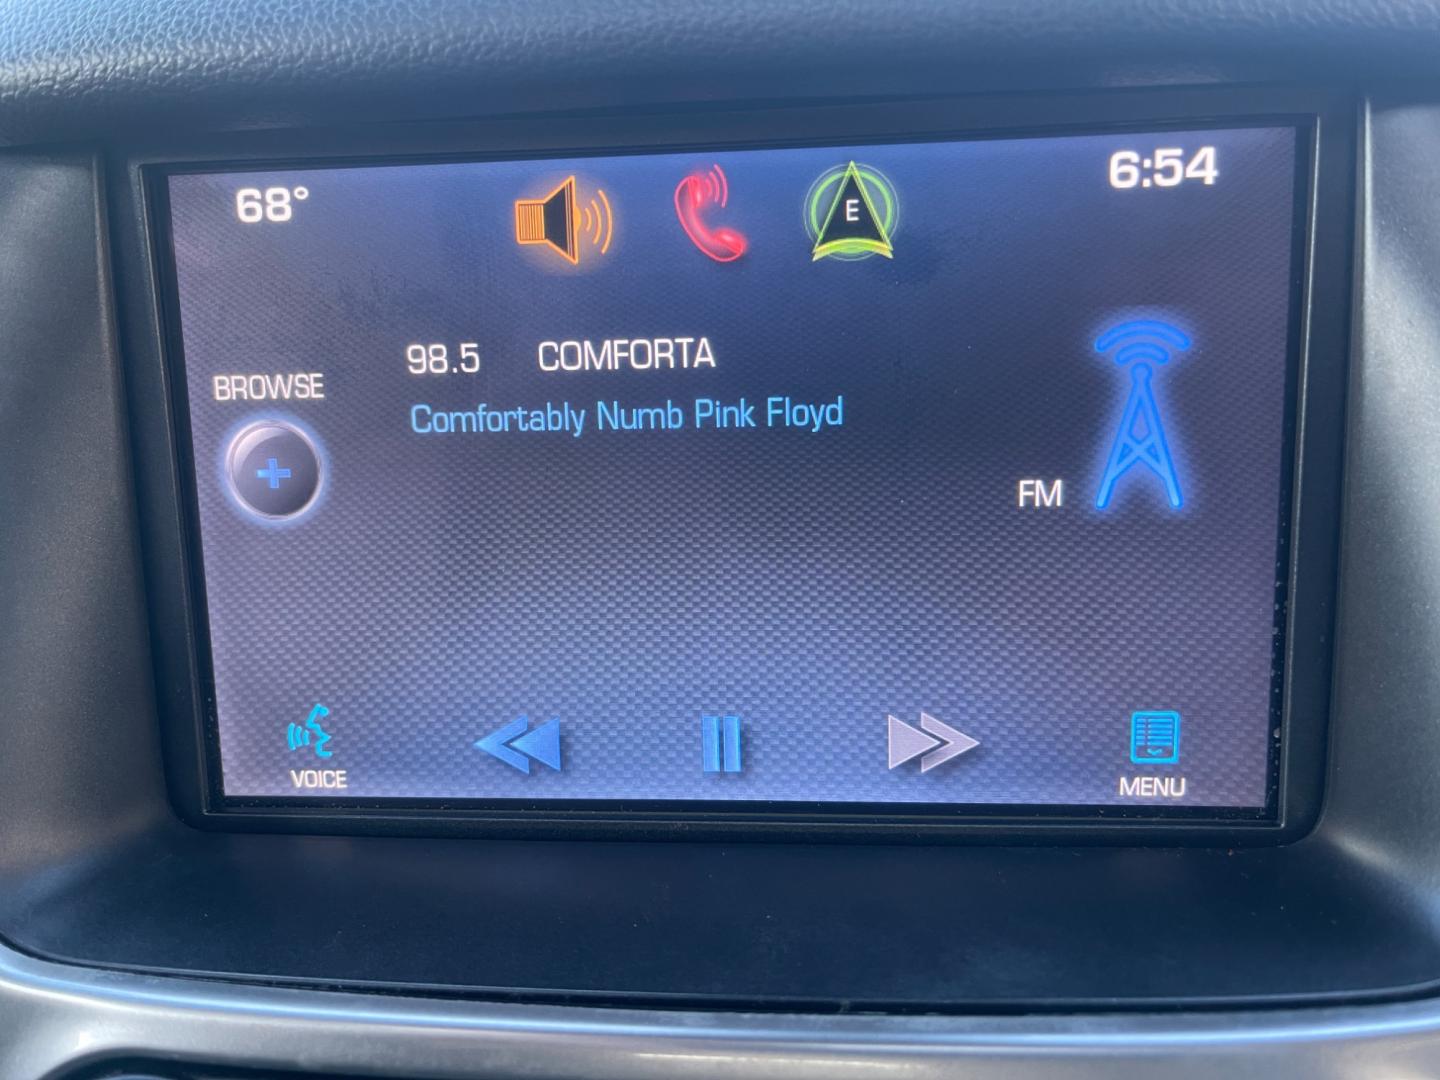 68°
E
6:54
98.5 COMFORTA
Comfortably Numb Pink Floyd
BROWSE
FM
VOICE
MENU